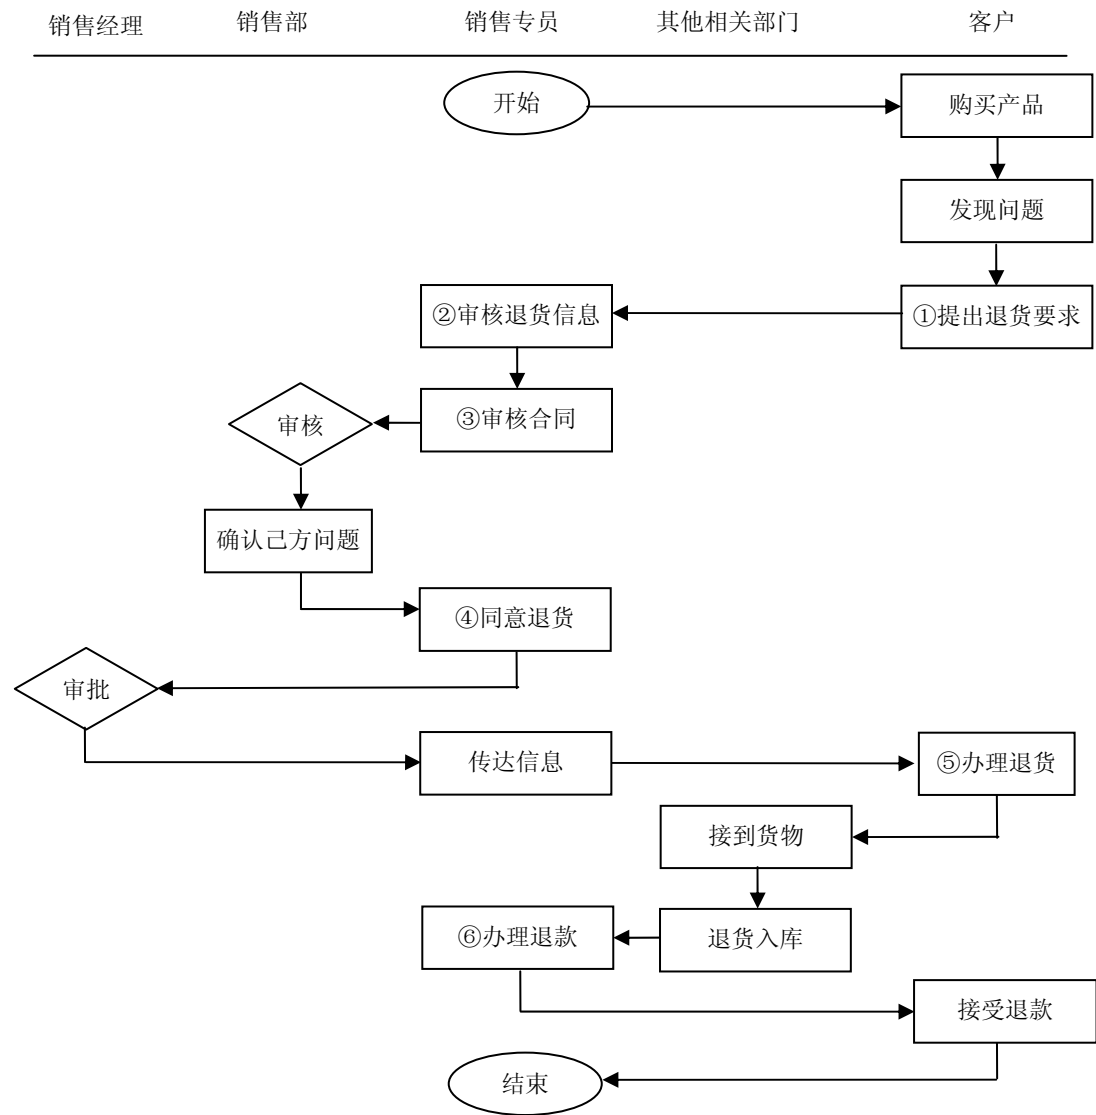 销售经理 销售部 销售专员 其他相关部门 客户
开始
购买产品
发现问题
①提出退货要求
②审核退货信息
③审核合同
审核
确认己方问题
④同意退货
审批
传达信息
⑤办理退货
接到货物
退货入库
⑥办理退款
接受退款
结束